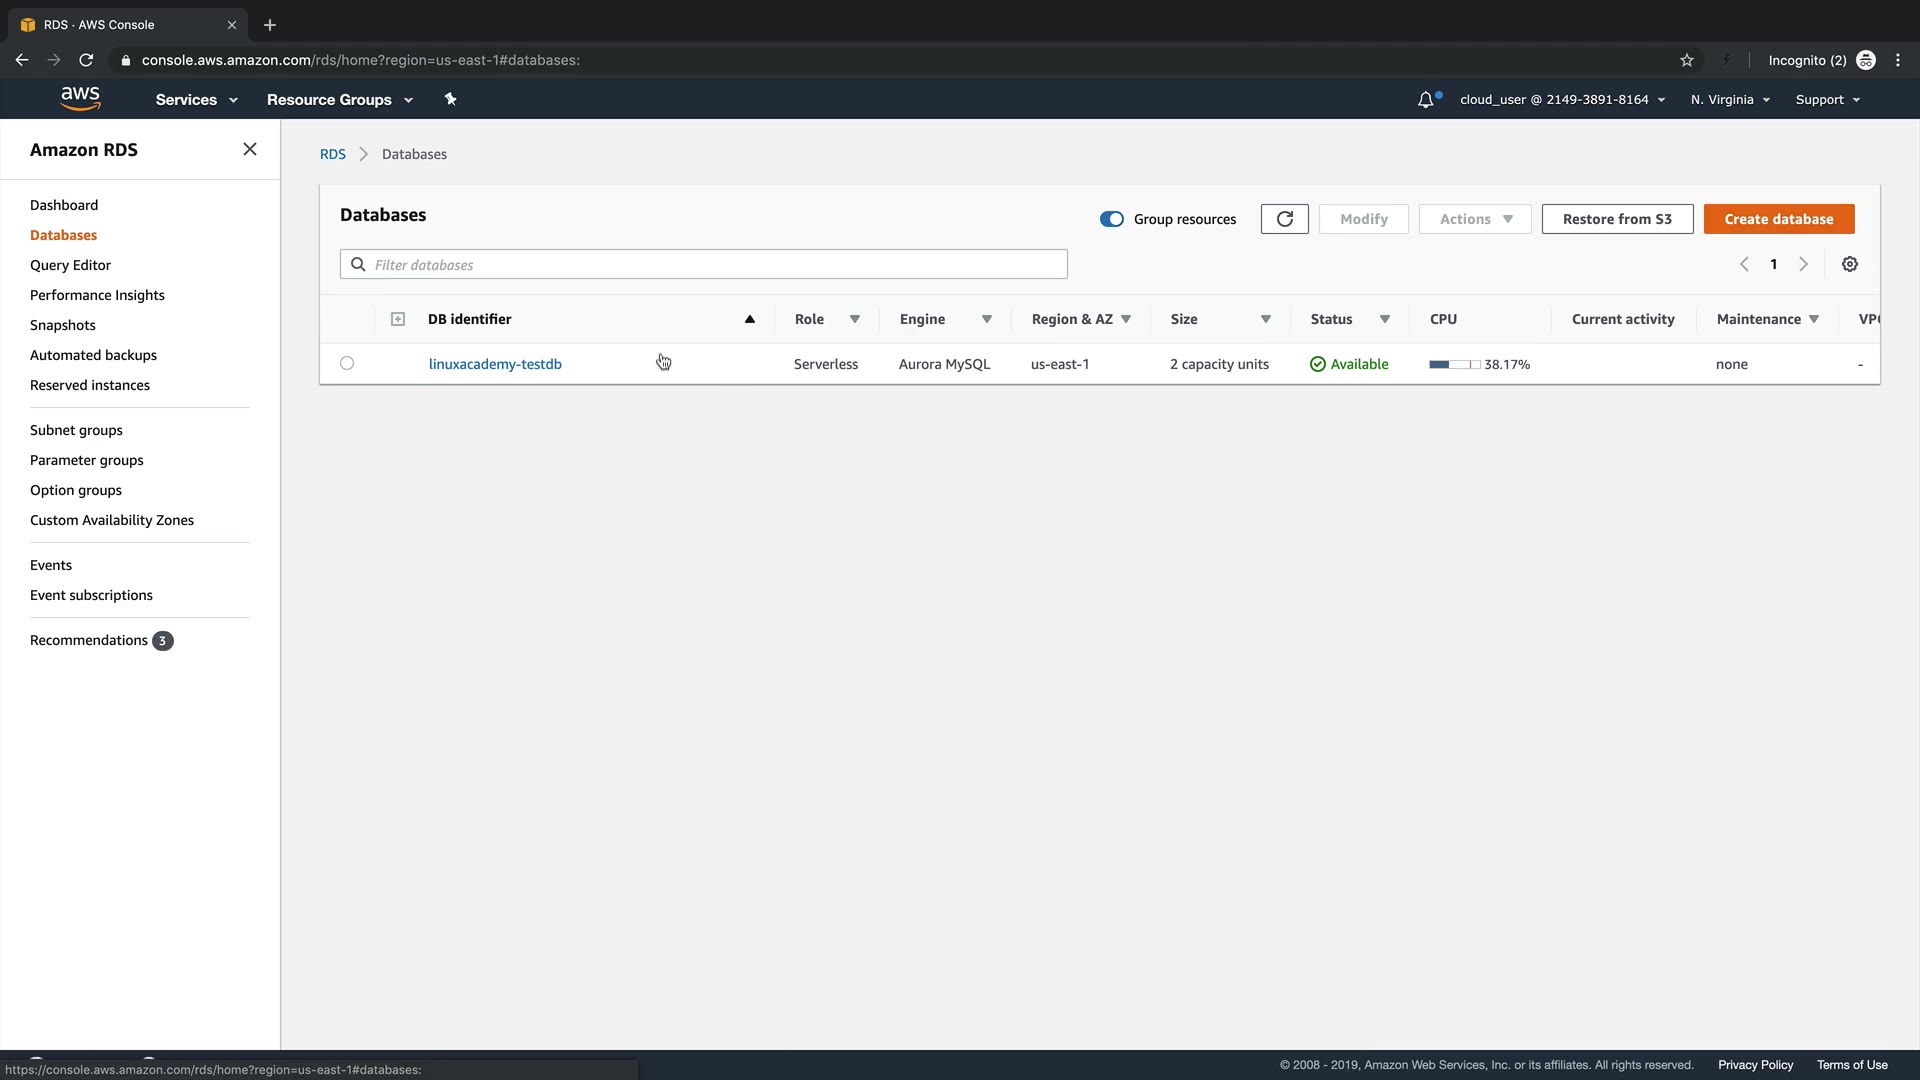 RDS · AWS Console
console.aws.amazon.com/rds/home?region=us-east-1#databases:
Incognito (2)
aws
Services
Resource Groups
cloud_user @ 2149-3891-8164
N. Virginia
Support
Amazon RDS
Dashboard
Databases
Query Editor
Performance Insights
Snapshots
Automated backups
Reserved instances
Subnet groups
Parameter groups
Option groups
Custom Availability Zones
Events
Event subscriptions
Recommendations 3
RDS > Databases
Databases
Group resources
Modify
Actions
Restore from S3
Create database
Filter databases
1
DB identifier Role Engine Region & AZ Size Status CPU Current activity Maintenance
linuxacademy-testdb Serverless Aurora MySQL us-east-1 2 capacity units Available 38.17% none -
https://console.aws.amazon.com/rds/home?region=us-east-1#databases:
© 2008 - 2019, Amazon Web Services, Inc. or its affiliates. All rights reserved. Privacy Policy Terms of Use